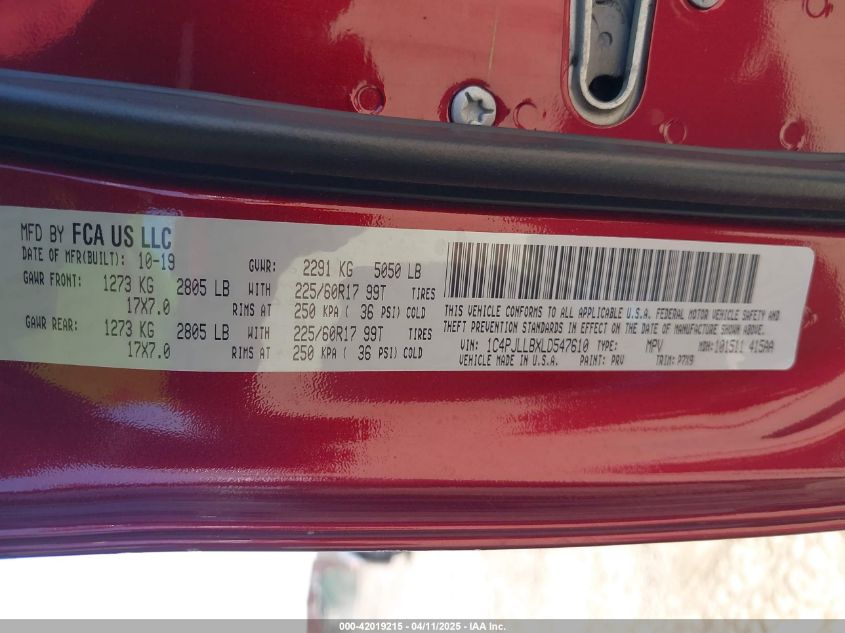 MFD BY FCA US LLC
DATE OF MFR(BUILT): 10-19
GVWR: 2291 KG 5050 LB
GAWR FRONT: 1273 KG 2805 LB WITH 225/60R17 99T TIRES
17X7.0 RIMS AT 250 KPA ( 36 PSI) COLD
GAWR REAR: 1273 KG 2805 LB WITH 225/60R17 99T TIRES
17X7.0 RIMS AT 250 KPA ( 36 PSI) COLD
THIS VEHICLE CONFORMS TO ALL APPLICABLE U.S.A. FEDERAL MOTOR VEHICLE SAFETY AND
THEFT PREVENTION STANDARDS IN EFFECT ON THE DATE OF MANUFACTURE SHOWN ABOVE.
VIN: 1C4PJLLBXLD547610 TYPE: MPV MDH: 101511 415AA
VEHICLE MADE IN U.S.A. PAINT: PRV TRIM: P7X9
000-42019215 - 04/11/2025 - IAA Inc.